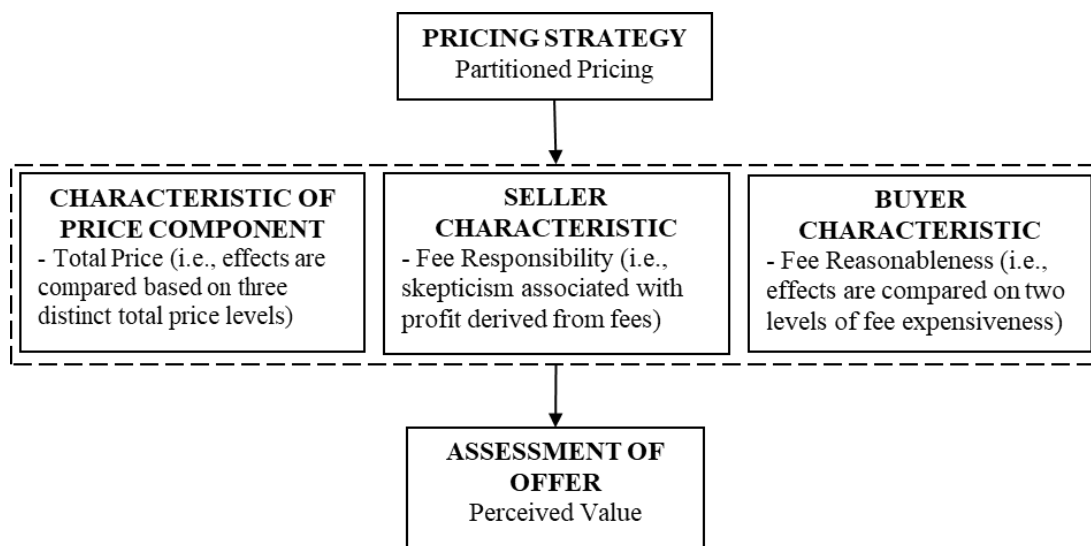 PRICING STRATEGY
Partitioned Pricing
CHARACTERISTIC OF
PRICE COMPONENT
- Total Price (i.e., effects are
compared based on three
distinct total price levels)
SELLER
CHARACTERISTIC
- Fee Responsibility (i.e.,
skepticism associated with
profit derived from fees)
BUYER
CHARACTERISTIC
- Fee Reasonableness (i.e.,
effects are compared on two
levels of fee expensiveness)
ASSESSMENT OF
OFFER
Perceived Value